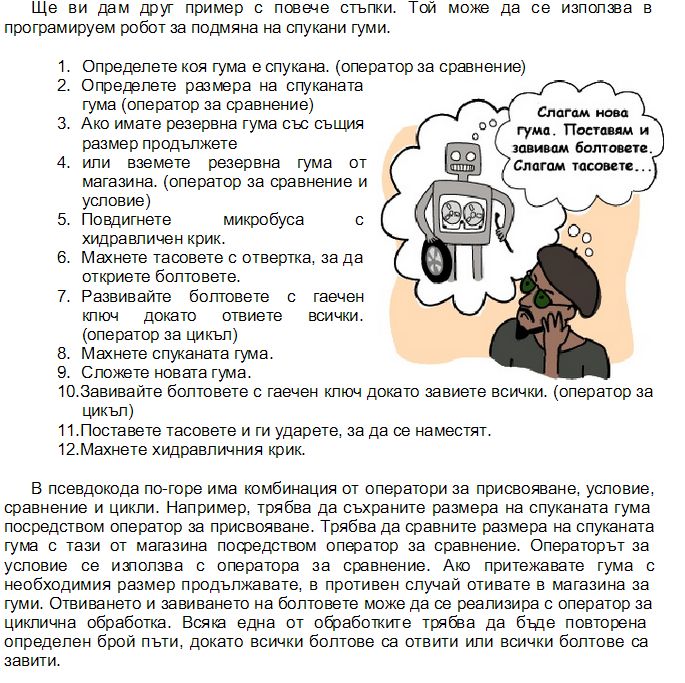 Ще ви дам друг пример с повече стъпки. Той може да се използва в
програмируем робот за подмяна на спукани гуми.
1. Определете коя гума е спукана. (оператор за сравнение)
2. Определете размера на спуканата
гума (оператор за сравнение)
3. Ако имате резервна гума със същия
размер продължете
4. или вземете резервна гума от
магазина. (оператор за сравнение и
условие)
5. Повдигнете микробуса с
хидравличен крик.
6. Махнете тасовете с отвертка, за да
откриете болтовете.
7. Развивайте болтовете с гаечен
ключ докато отвиете всички.
(оператор за цикъл)
8. Махнете спуканата гума.
9. Сложете новата гума.
10.Завивайте болтовете с гаечен ключ докато завиете всички. (оператор за
цикъл)
11.Поставете тасовете и ги ударете, за да се наместят.
12.Махнете хидравличния крик.
Слагам нова
гума. Поставям и
завивам болтовете.
Слагам тасовете...
В псевдокода по-горе има комбинация от оператори за присвояване, условие,
сравнение и цикли. Например, трябва да съхраните размера на спуканата гума
посредством оператор за присвояване. Трябва да сравните размера на спуканата
гума с тази от магазина посредством оператор за сравнение. Операторът за
условие се използва с оператора за сравнение. Ако притежавате гума с
необходимия размер продължавате, в противен случай отивате в магазина за
гуми. Отвиването и завиването на болтовете може да се реализира с оператор за
циклична обработка. Всяка една от обработките трябва да бъде повторена
определен брой пъти, докато всички болтове са отвити или всички болтове са
завити.